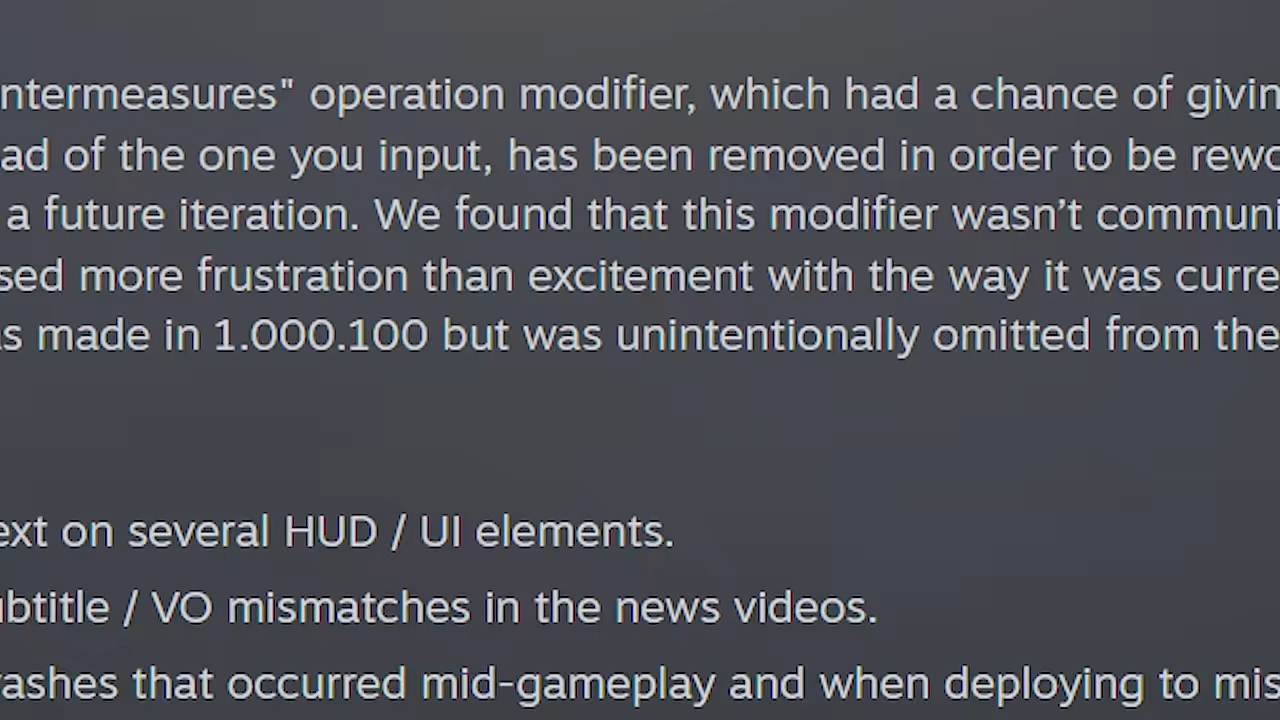 ntermeasures" operation modifier, which had a chance of givin
ad of the one you input, has been removed in order to be rewo
a future iteration. We found that this modifier wasn’t communi
sed more frustration than excitement with the way it was curre
s made in 1.000.100 but was unintentionally omitted from the
ext on several HUD / UI elements.
ubtitle / VO mismatches in the news videos.
rashes that occurred mid-gameplay and when deploying to mis